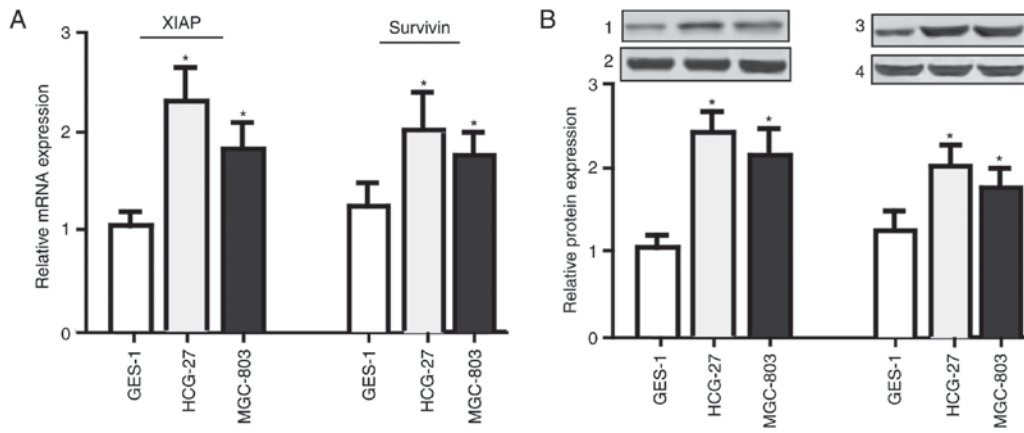 A
XIAP
Survivin
Relative mRNA expression
3
2
1
0
*
*
*
*
GES-1
HCG-27
MGC-803
GES-1
HCG-27
MGC-803
B
1
2
3
4
Relative protein expression
3
2
1
0
*
*
*
*
GES-1
HCG-27
MGC-803
GES-1
HCG-27
MGC-803